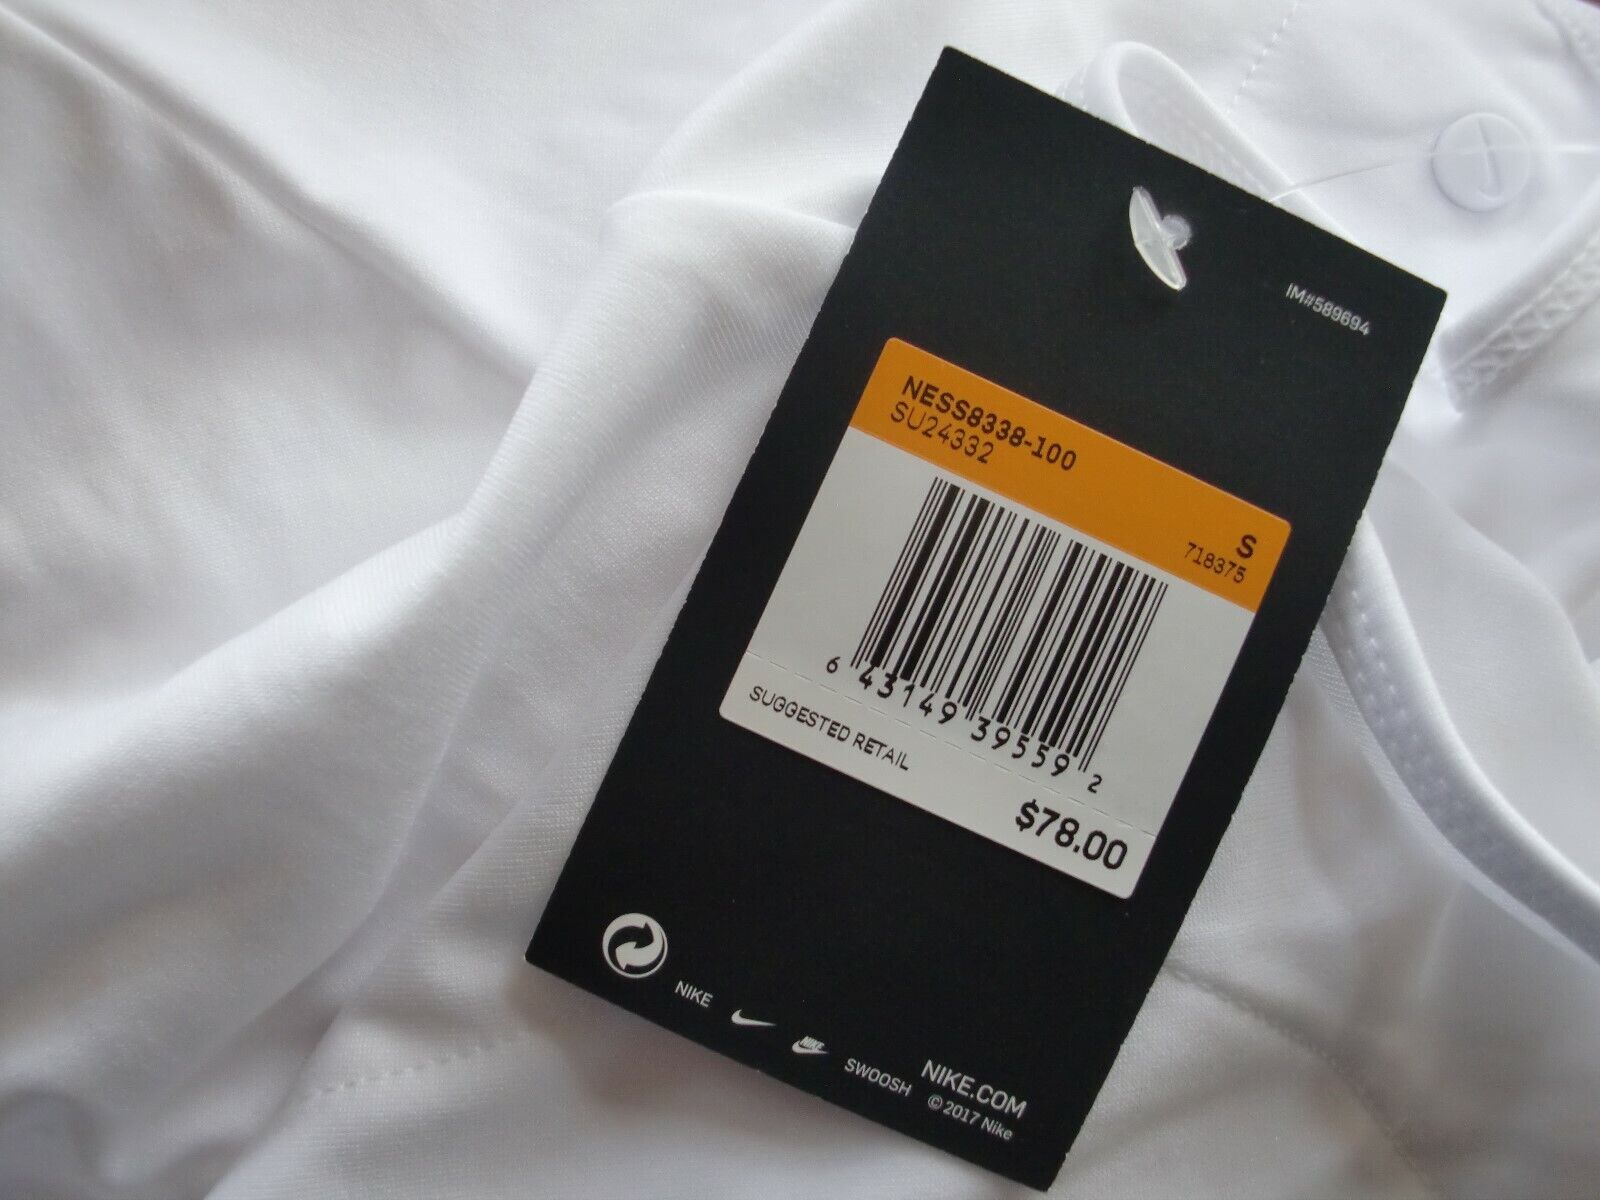 IM#589694
NESS8338-100
SU24332
S
718375
6 43149 39559 2
SUGGESTED RETAIL
$78.00
NIKE
NIKE
SWOOSH
NIKE.COM
© 2017 Nike